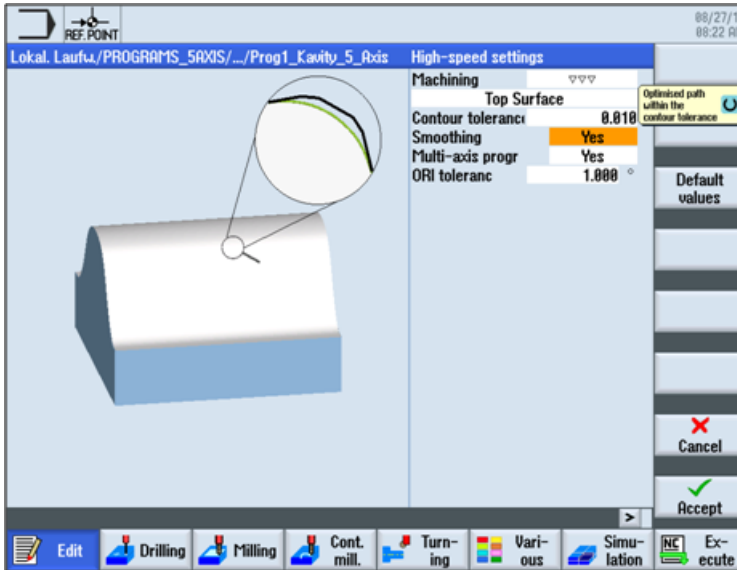 REF. POINT
08/27/1
08:22 A
Lokal. Laufw./PROGRAMS_5AXIS/.../Prog1_Kavity_5_Axis
High-speed settings
Machining ▽▽▽
Top Surface
Contour tolerance 0.010
Smoothing Yes
Multi-axis progr Yes
ORI toleranc 1.000 °
Optimised path
within the
contour tolerance
Default
values
Cancel
Accept
>
Edit
Drilling
Milling
Cont.
mill.
Turn-
ing
Vari-
ous
Simu-
lation
NC
Ex-
ecute